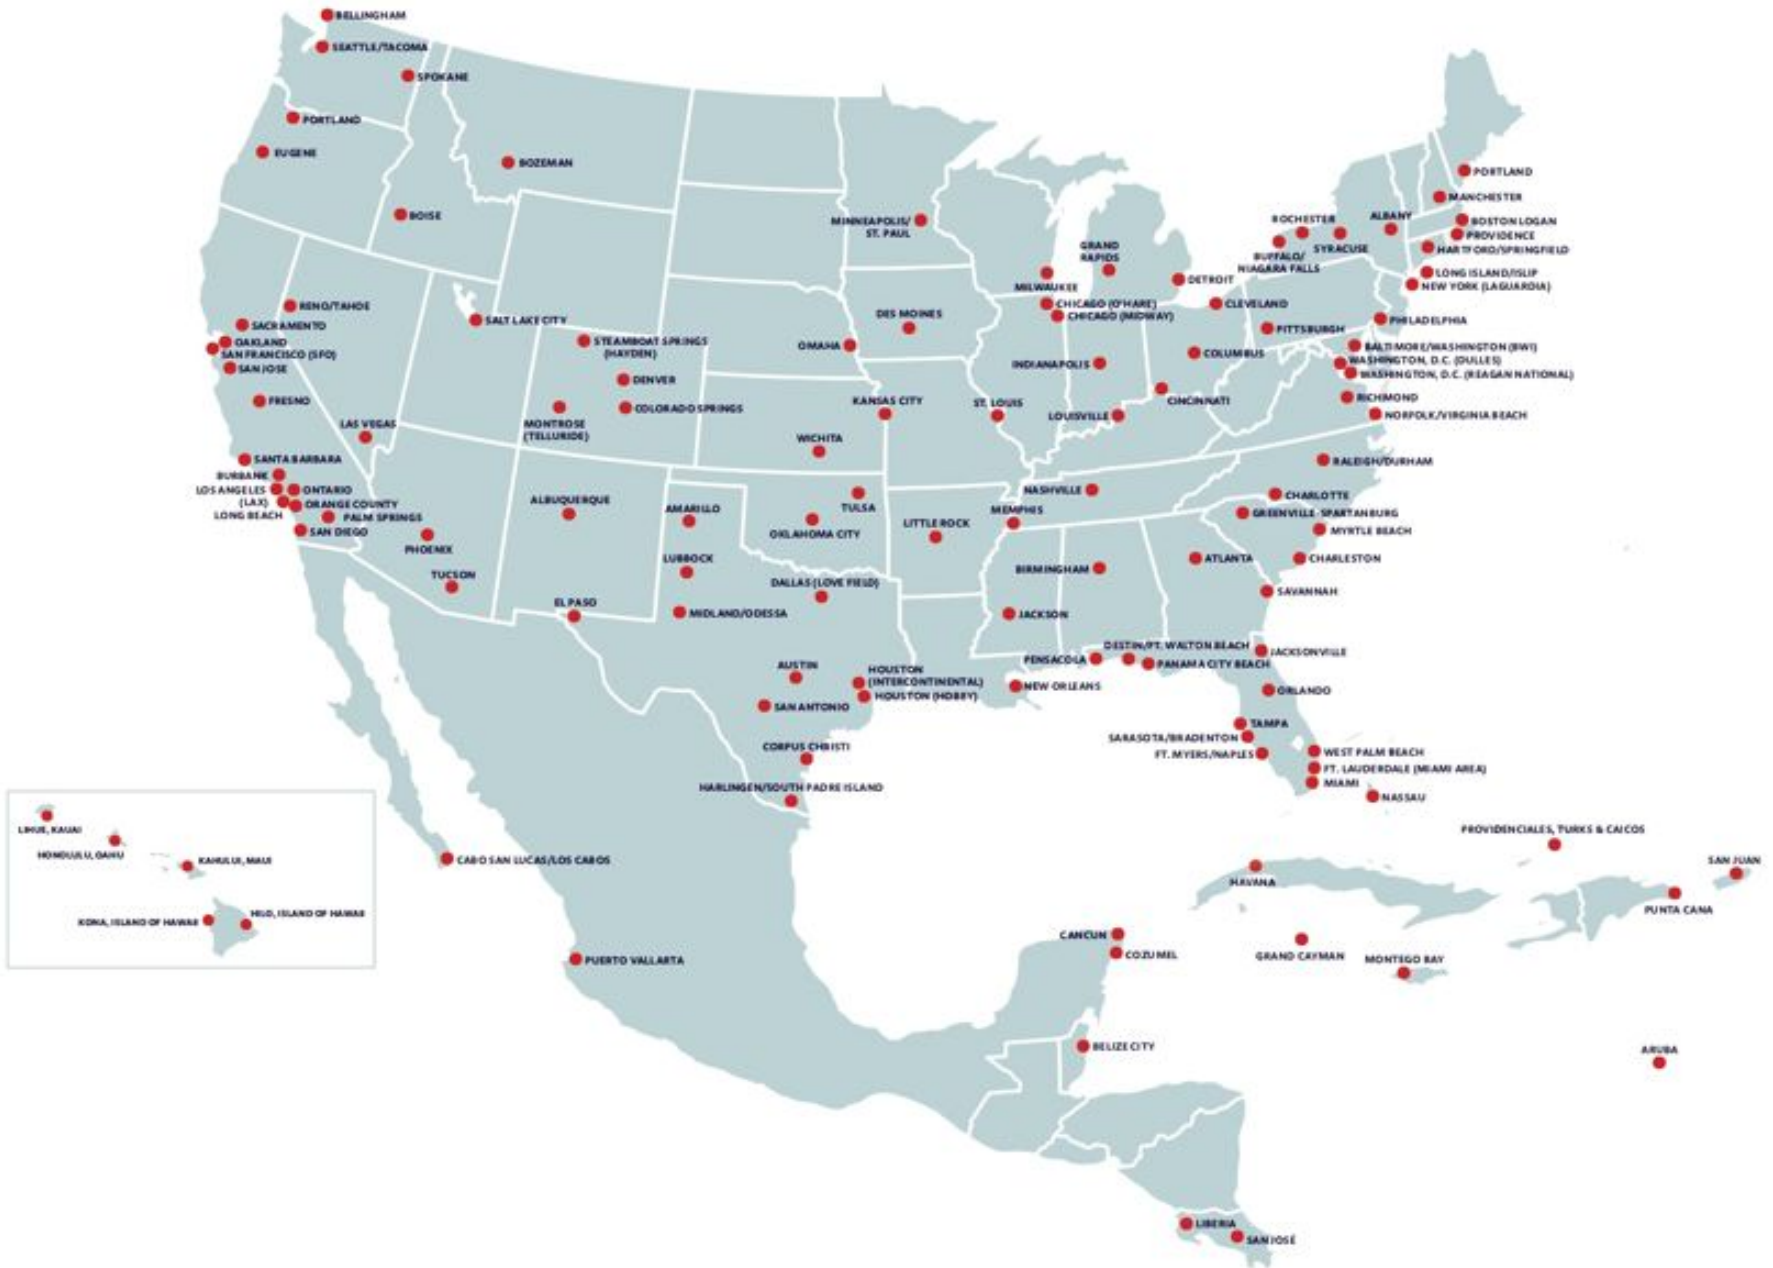 BELLINGHAM
SEATTLE/TACOMA
SPOKANE
PORTLAND
EUGENE
BOZEMAN
BOISE
RENO/TAHOE
SACRAMENTO
OAKLAND
SAN FRANCISCO (SFO)
SAN JOSE
FRESNO
LAS VEGAS
SANTA BARBARA
BURBANK
LOS ANGELES
(LAX)
ONTARIO
ORANGE COUNTY
LONG BEACH
PALM SPRINGS
SAN DIEGO
PHOENIX
TUCSON
SALT LAKE CITY
STEAMBOAT SPRINGS
(HAYDEN)
DENVER
COLORADO SPRINGS
MONTROSE
(TELLURIDE)
ALBUQUERQUE
EL PASO
AMARILLO
LUBBOCK
MIDLAND/ODESSA
DALLAS (LOVE FIELD)
AUSTIN
SAN ANTONIO
HOUSTON
(INTERCONTINENTAL)
HOUSTON (HOBBY)
CORPUS CHRISTI
HARLINGEN/SOUTH PADRE ISLAND
MINNEAPOLIS/
ST. PAUL
DES MOINES
OMAHA
KANSAS CITY
WICHITA
TULSA
OKLAHOMA CITY
LITTLE ROCK
ST. LOUIS
MILWAUKEE
CHICAGO (O'HARE)
CHICAGO (MIDWAY)
GRAND
RAPIDS
DETROIT
INDIANAPOLIS
LOUISVILLE
CLEVELAND
COLUMBUS
CINCINNATI
NASHVILLE
MEMPHIS
BIRMINGHAM
JACKSON
NEW ORLEANS
PENSACOLA
DESTIN/FT. WALTON BEACH
PANAMA CITY BEACH
ATLANTA
PORTLAND
MANCHESTER
BOSTON LOGAN
PROVIDENCE
HARTFORD/SPRINGFIELD
ALBANY
ROCHESTER
SYRACUSE
BUFFALO/
NIAGARA FALLS
LONG ISLAND/ISLIP
NEW YORK (LAGUARDIA)
PHILADELPHIA
PITTSBURGH
BALTIMORE/WASHINGTON (BWI)
WASHINGTON, D.C. (DULLES)
WASHINGTON, D.C. (REAGAN NATIONAL)
RICHMOND
NORFOLK/VIRGINIA BEACH
RALEIGH/DURHAM
CHARLOTTE
GREENVILLE-SPARTANBURG
MYRTLE BEACH
CHARLESTON
SAVANNAH
JACKSONVILLE
ORLANDO
TAMPA
SARASOTA/BRADENTON
FT. MYERS/NAPLES
WEST PALM BEACH
FT. LAUDERDALE (MIAMI AREA)
MIAMI
NASSAU
LIHUE, KAUAI
HONOLULU, OAHU
KAHULUI, MAUI
KONA, ISLAND OF HAWAII
HILO, ISLAND OF HAWAII
CABO SAN LUCAS/LOS CABOS
PUERTO VALLARTA
CANCUN
COZUMEL
BELIZE CITY
LIBERIA
SAN JOSÉ
HAVANA
GRAND CAYMAN
MONTEGO BAY
PROVIDENCIALES, TURKS & CAICOS
SAN JUAN
PUNTA CANA
ARUBA